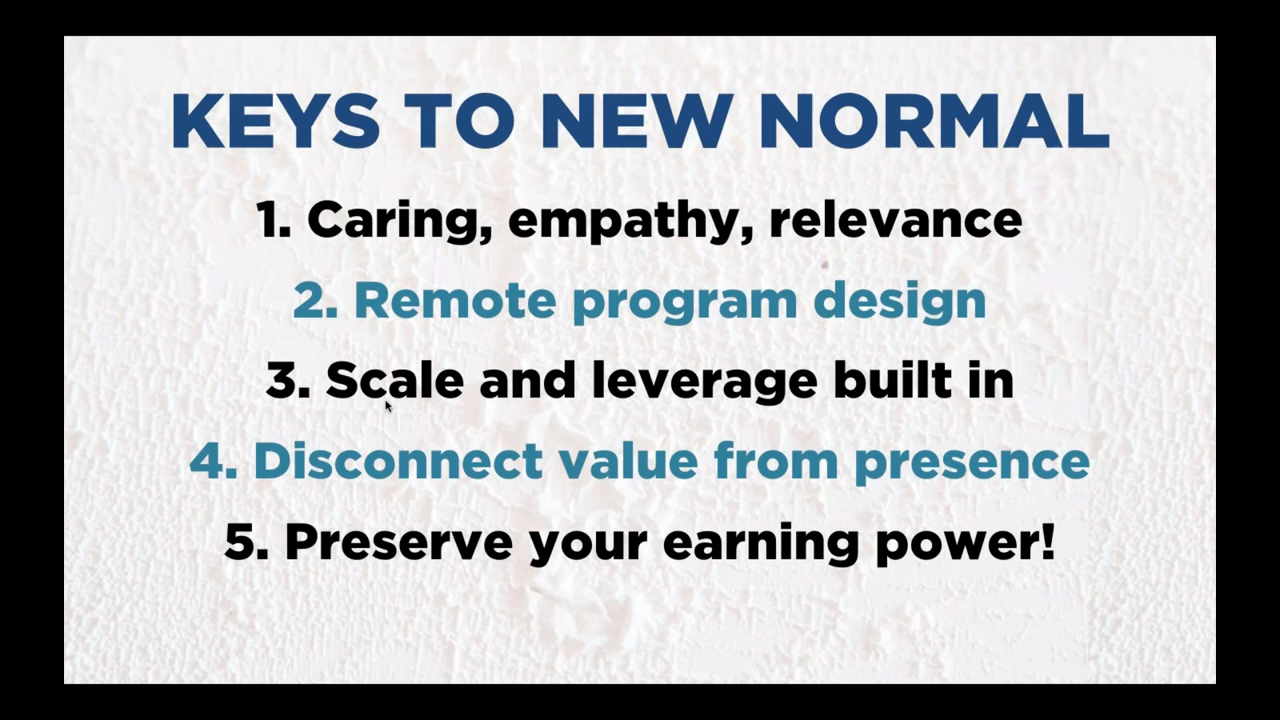 KEYS TO NEW NORMAL
1. Caring, empathy, relevance
2. Remote program design
3. Scale and leverage built in
4. Disconnect value from presence
5. Preserve your earning power!